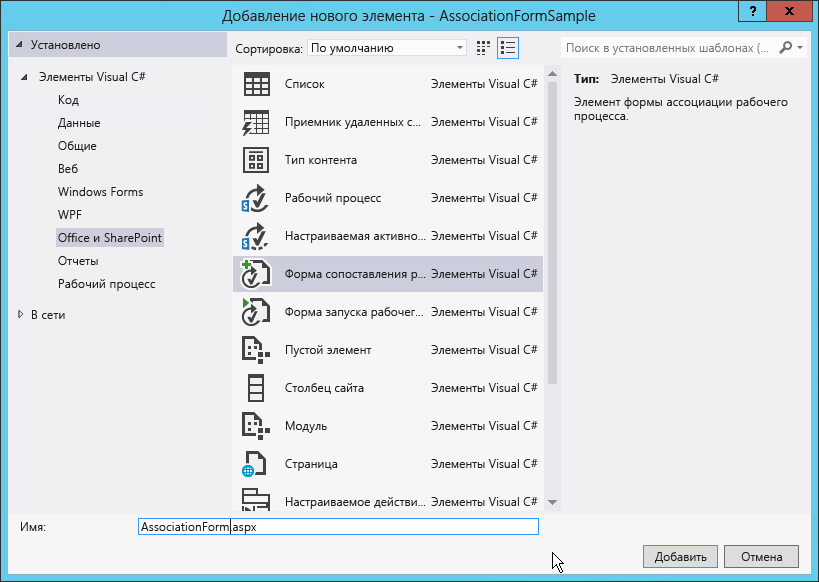 Добавление нового элемента - AssociationFormSample
?
x
Установлено
Элементы Visual C#
Код
Данные
Общие
Веб
Windows Forms
WPF
Office и SharePoint
Отчеты
Рабочий процесс
В сети
Сортировка: По умолчанию
Список Элементы Visual C#
Приемник удаленных с... Элементы Visual C#
Тип контента Элементы Visual C#
Рабочий процесс Элементы Visual C#
Настраиваемая активно... Элементы Visual C#
Форма сопоставления р... Элементы Visual C#
Форма запуска рабочег... Элементы Visual C#
Пустой элемент Элементы Visual C#
Столбец сайта Элементы Visual C#
Модуль Элементы Visual C#
Страница Элементы Visual C#
Настраиваемое действи... Элементы Visual C#
Поиск в установленных шаблонах (...
Тип: Элементы Visual C#
Элемент формы ассоциации рабочего
процесса.
Имя: AssociationForm.aspx
Добавить Отмена